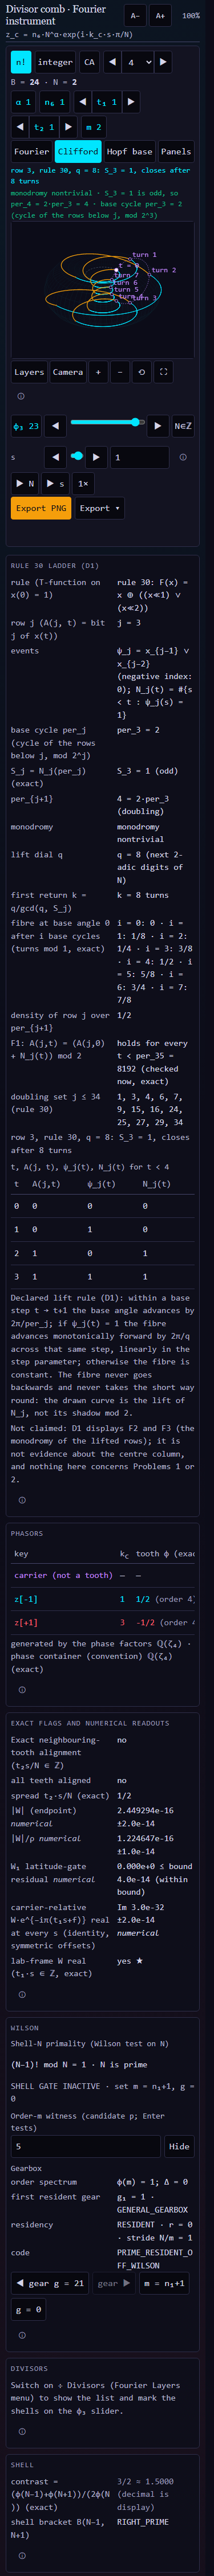 Divisor comb · Fourier instrument
A− A+ 100%
z_c = n₆·N^α·exp(i·k_c·s·π/N)
n! integer CA ◀ 4 ▶
B = 24 · N = 2
α 1 n₆ 1 ◀ t₁ 1 ▶
◀ t₂ 1 ▶ m 2
Fourier Clifford Hopf base Panels
row 3, rule 30, q = 8: S_3 = 1, closes after
8 turns
monodromy nontrivial · S_3 = 1 is odd, so
per_4 = 2·per_3 = 4 · base cycle per_3 = 2
(cycle of the rows below j, mod 2^3)
turn 1
t = 0
turn 2
turn 7
turn 6
turn 5
turn 3
Layers Camera + − ⟲ ⛶
ϕ₃ 23 ◀ ▶ N∈ℤ
s ◀ ▶ 1
▶ N ▶ s 1×
Export PNG Export ▾
RULE 30 LADDER (D1)
rule (T-function on x(0) = 1) rule 30: F(x) = x ⊕ ((x≪1) ∨ (x≪2))
row j (A(j, t) = bit j of x(t)) j = 3
events ψ_j = x_{j−1} ∨ x_{j−2} (negative index: 0); N_j(t) = #{s < t : ψ_j(s) = 1}
base cycle per_j (cycle of the rows below j, mod 2^j) per_3 = 2
S_j = N_j(per_j) (exact) S_3 = 1 (odd)
per_{j+1} 4 = 2·per_3 (doubling)
monodromy monodromy nontrivial
lift dial q q = 8 (next 2-adic digits of N)
first return k = q/gcd(q, S_j) k = 8 turns
fibre at base angle 0 after i base cycles (turns mod 1, exact) i = 0: 0 · i = 1: 1/8 · i = 2: 1/4 · i = 3: 3/8 · i = 4: 1/2 · i = 5: 5/8 · i = 6: 3/4 · i = 7: 7/8
density of row j over per_{j+1} 1/2
F1: A(j,t) = (A(j,0) + N_j(t)) mod 2 holds for every t < per_35 = 8192 (checked now, exact)
doubling set j ≤ 34 (rule 30) 1, 3, 4, 6, 7, 9, 15, 16, 24, 25, 27, 29, 34
row 3, rule 30, q = 8: S_3 = 1, closes after 8 turns
t, A(j, t), ψ_j(t), N_j(t) for t < 4
t A(j,t) ψ_j(t) N_j(t)
0 0 0 0
1 0 1 0
2 1 0 1
3 1 1 1
Declared lift rule (D1): within a base
step t → t+1 the base angle advances by
2π/per_j; if ψ_j(t) = 1 the fibre
advances monotonically forward by 2π/q
across that same step, linearly in the
step parameter; otherwise the fibre is
constant. The fibre never goes
backwards and never takes the short way
round: the drawn curve is the lift of
N_j, not its shadow mod 2.
Not claimed: D1 displays F2 and F3 (the
monodromy of the lifted rows); it is
not evidence about the centre column,
and nothing here concerns Problems 1 or
2.
PHASORS
key k_c tooth ϕ (exac
carrier (not a tooth) — —
z[-1] 1 1/2 (order 4)
z[+1] 3 -1/2 (order 4
generated by the phase factors ℚ(ζ₄) ·
phase container (convention) ℚ(ζ₄)
(exact)
EXACT FLAGS AND NUMERICAL READOUTS
Exact neighbouring-tooth alignment (t₂s/N ∈ ℤ) no
all teeth aligned no
spread t₂·s/N (exact) 1/2
|W| (endpoint) numerical 2.449294e-16 ±2.0e-14
|W|/ρ numerical 1.224647e-16 ±1.0e-14
W₁ latitude-gate residual numerical 0.000e+0 ≤ bound 4.0e-14 (within bound)
carrier-relative W·e^{−iπ(t₁s+f)} real at every s (identity, symmetric offsets) Im 3.0e-32 ±2.0e-14 numerical
lab-frame W real (t₁·s ∈ ℤ, exact) yes ★
WILSON
Shell-N primality (Wilson test on N)
(N−1)! mod N = 1 · N is prime
SHELL GATE INACTIVE · set m = n₁+1, g =
0
Order-m witness (candidate p; Enter
tests)
5 Hide
Gearbox
order spectrum ϕ(m) = 1; Δ = 0
first resident gear g₁ = 1 · GENERAL_GEARBOX
residency RESIDENT · r = 0 · stride N/m = 1
code PRIME_RESIDENT_OFF_WILSON
◀ gear g = 21 gear ▶ m = n₁+1
g = 0
DIVISORS
Switch on ÷ Divisors (Fourier Layers
menu) to show the list and mark the
shells on the ϕ₃ slider.
SHELL
contrast = (ϕ(N−1)+ϕ(N+1))/(2ϕ(N)) (exact) 3/2 = 1.5000 (decimal is display)
shell bracket B(N−1, N+1) RIGHT_PRIME